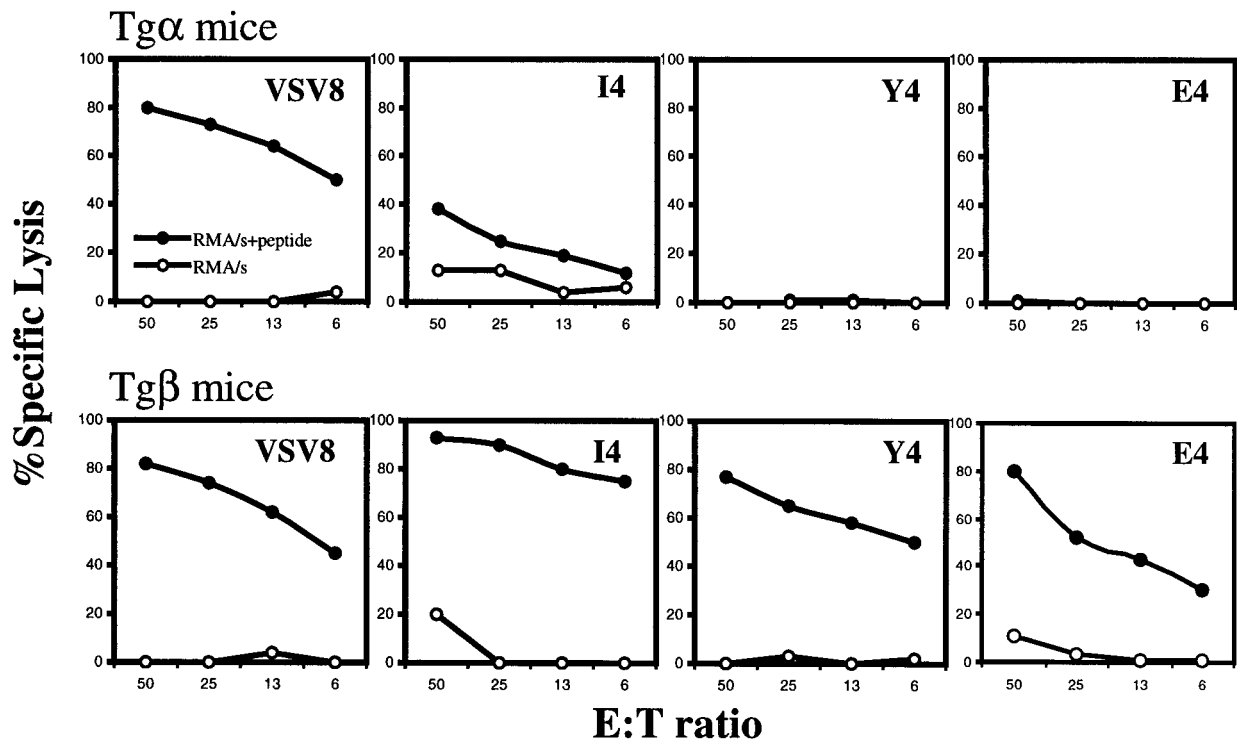 Tgα mice
100 80 60 40 20 0
VSV8
RMA/s+peptide
RMA/s
50 25 13 6
100 80 60 40 20 0
I4
50 25 13 6
100 80 60 40 20 0
Y4
50 25 13 6
100 80 60 40 20 0
E4
50 25 13 6
%Specific Lysis
Tgβ mice
100 80 60 40 20 0
VSV8
50 25 13 6
100 80 60 40 20 0
I4
50 25 13 6
100 80 60 40 20 0
Y4
50 25 13 6
100 80 60 40 20 0
E4
50 25 13 6
E:T ratio